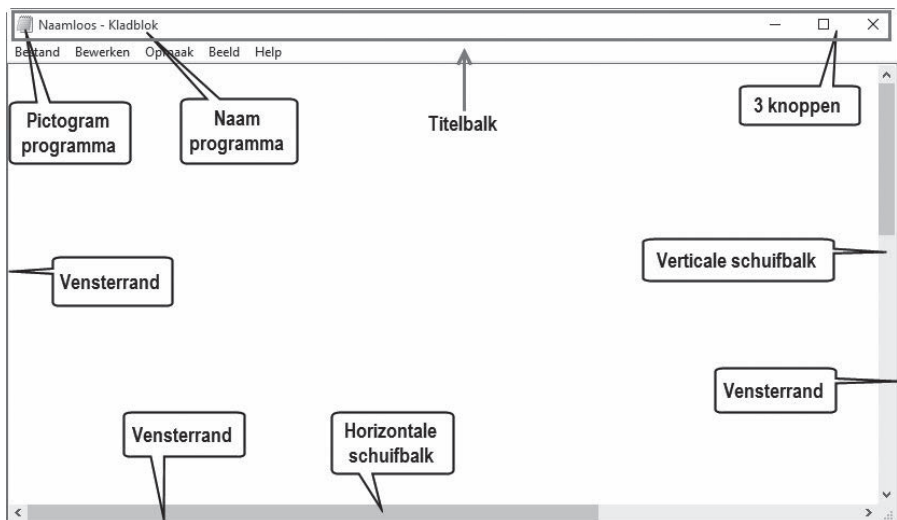 Naamloos - Kladblok
Bestand Bewerken Opmaak Beeld Help
Pictogram
programma
Naam
programma
Titelbalk
3 knoppen
Vensterrand
Verticale schuifbalk
Vensterrand
Vensterrand
Horizontale
schuifbalk